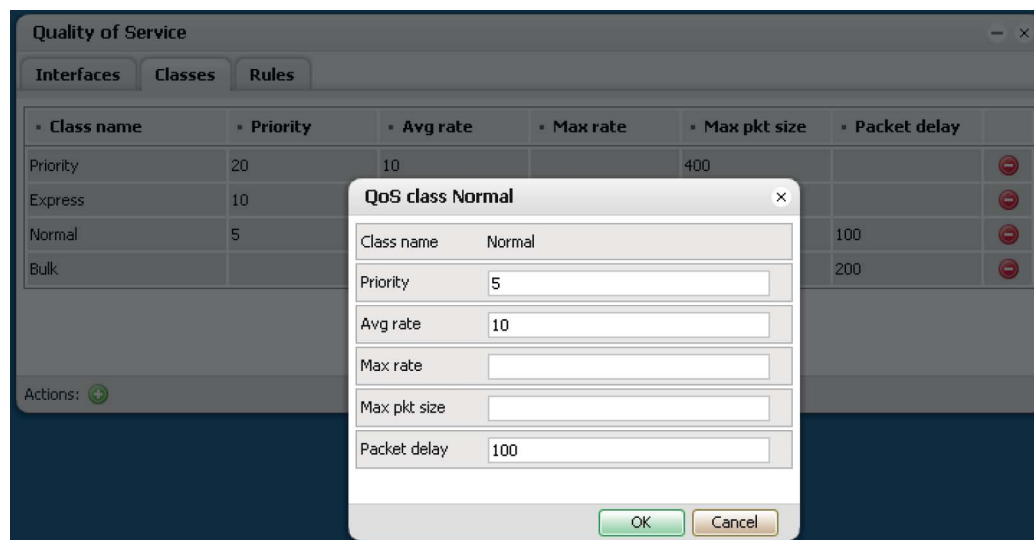 Quality of Service
Interfaces Classes Rules
Class name Priority Avg rate Max rate Max pkt size Packet delay
Priority 20 10 400
Express 10
Normal 5 100
Bulk 200
Actions:
QoS class Normal
Class name Normal
Priority 5
Avg rate 10
Max rate
Max pkt size
Packet delay 100
OK Cancel